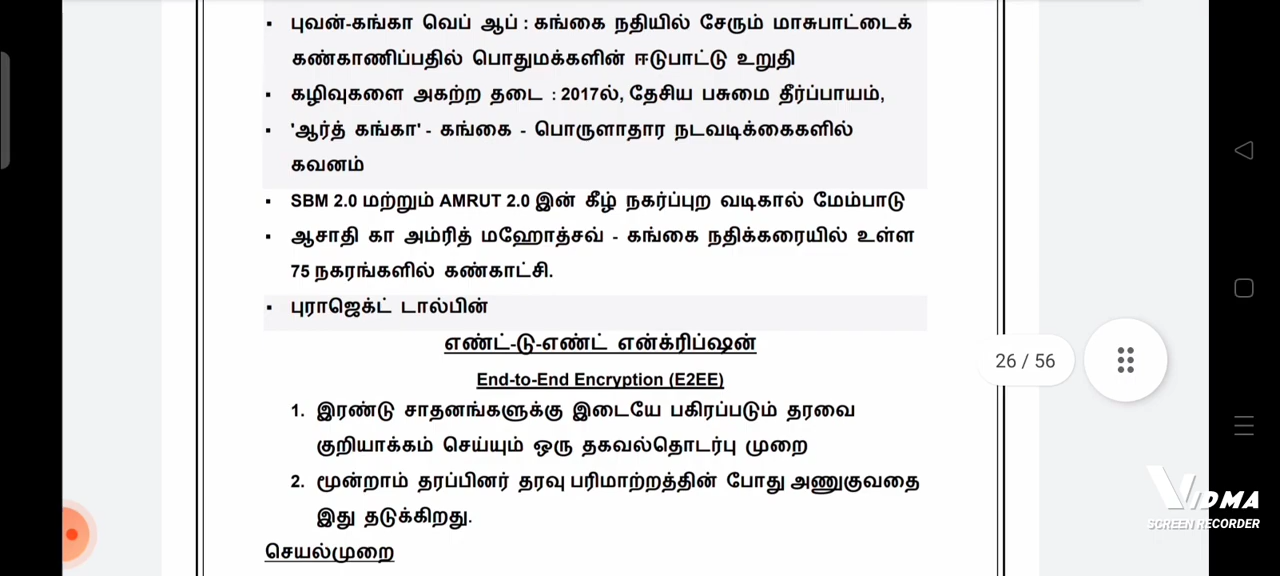 ▪ புவன்-கங்கா வெப் ஆப் : கங்கை நதியில் சேரும் மாசுபாட்டைக்
கண்காணிப்பதில் பொதுமக்களின் ஈடுபாட்டு உறுதி
▪ கழிவுகளை அகற்ற தடை : 2017ல், தேசிய பசுமை தீர்ப்பாயம்,
▪ 'ஆர்த் கங்கா' - கங்கை - பொருளாதார நடவடிக்கைகளில்
கவனம்
▪ SBM 2.0 மற்றும் AMRUT 2.0 இன் கீழ் நகர்ப்புற வடிகால் மேம்பாடு
▪ ஆசாதி கா அம்ரித் மஹோத்சவ் - கங்கை நதிக்கரையில் உள்ள
75 நகரங்களில் கண்காட்சி.
▪ புராஜெக்ட் டால்பின்
எண்ட்-டு-எண்ட் என்க்ரிப்ஷன்
End-to-End Encryption (E2EE)
26 / 56
1. இரண்டு சாதனங்களுக்கு இடையே பகிரப்படும் தரவை
குறியாக்கம் செய்யும் ஒரு தகவல்தொடர்பு முறை
2. மூன்றாம் தரப்பினர் தரவு பரிமாற்றத்தின் போது அணுகுவதை
இது தடுக்கிறது.
செயல்முறை
VIDMA
SCREEN RECORDER